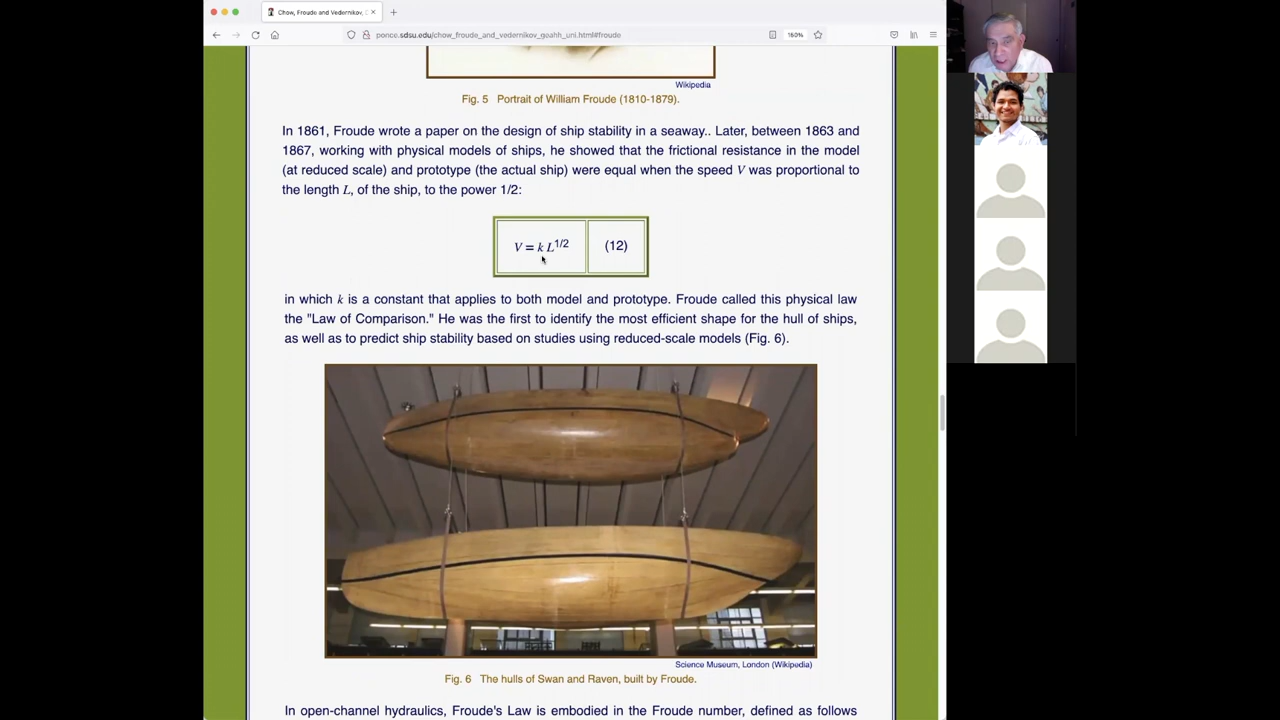 Chow, Froude and Vedernikov,
ponce.sdsu.edu/chow_froude_and_vedernikov_geahh_uni.html#froude
160%
Wikipedia
Fig. 5 Portrait of William Froude (1810-1879).
In 1861, Froude wrote a paper on the design of ship stability in a seaway.. Later, between 1863 and
1867, working with physical models of ships, he showed that the frictional resistance in the model
(at reduced scale) and prototype (the actual ship) were equal when the speed V was proportional to
the length L, of the ship, to the power 1/2:
V = k L^1/2 (12)
in which k is a constant that applies to both model and prototype. Froude called this physical law
the "Law of Comparison." He was the first to identify the most efficient shape for the hull of ships,
as well as to predict ship stability based on studies using reduced-scale models (Fig. 6).
Science Museum, London (Wikipedia)
Fig. 6 The hulls of Swan and Raven, built by Froude.
In open-channel hydraulics, Froude's Law is embodied in the Froude number, defined as follows